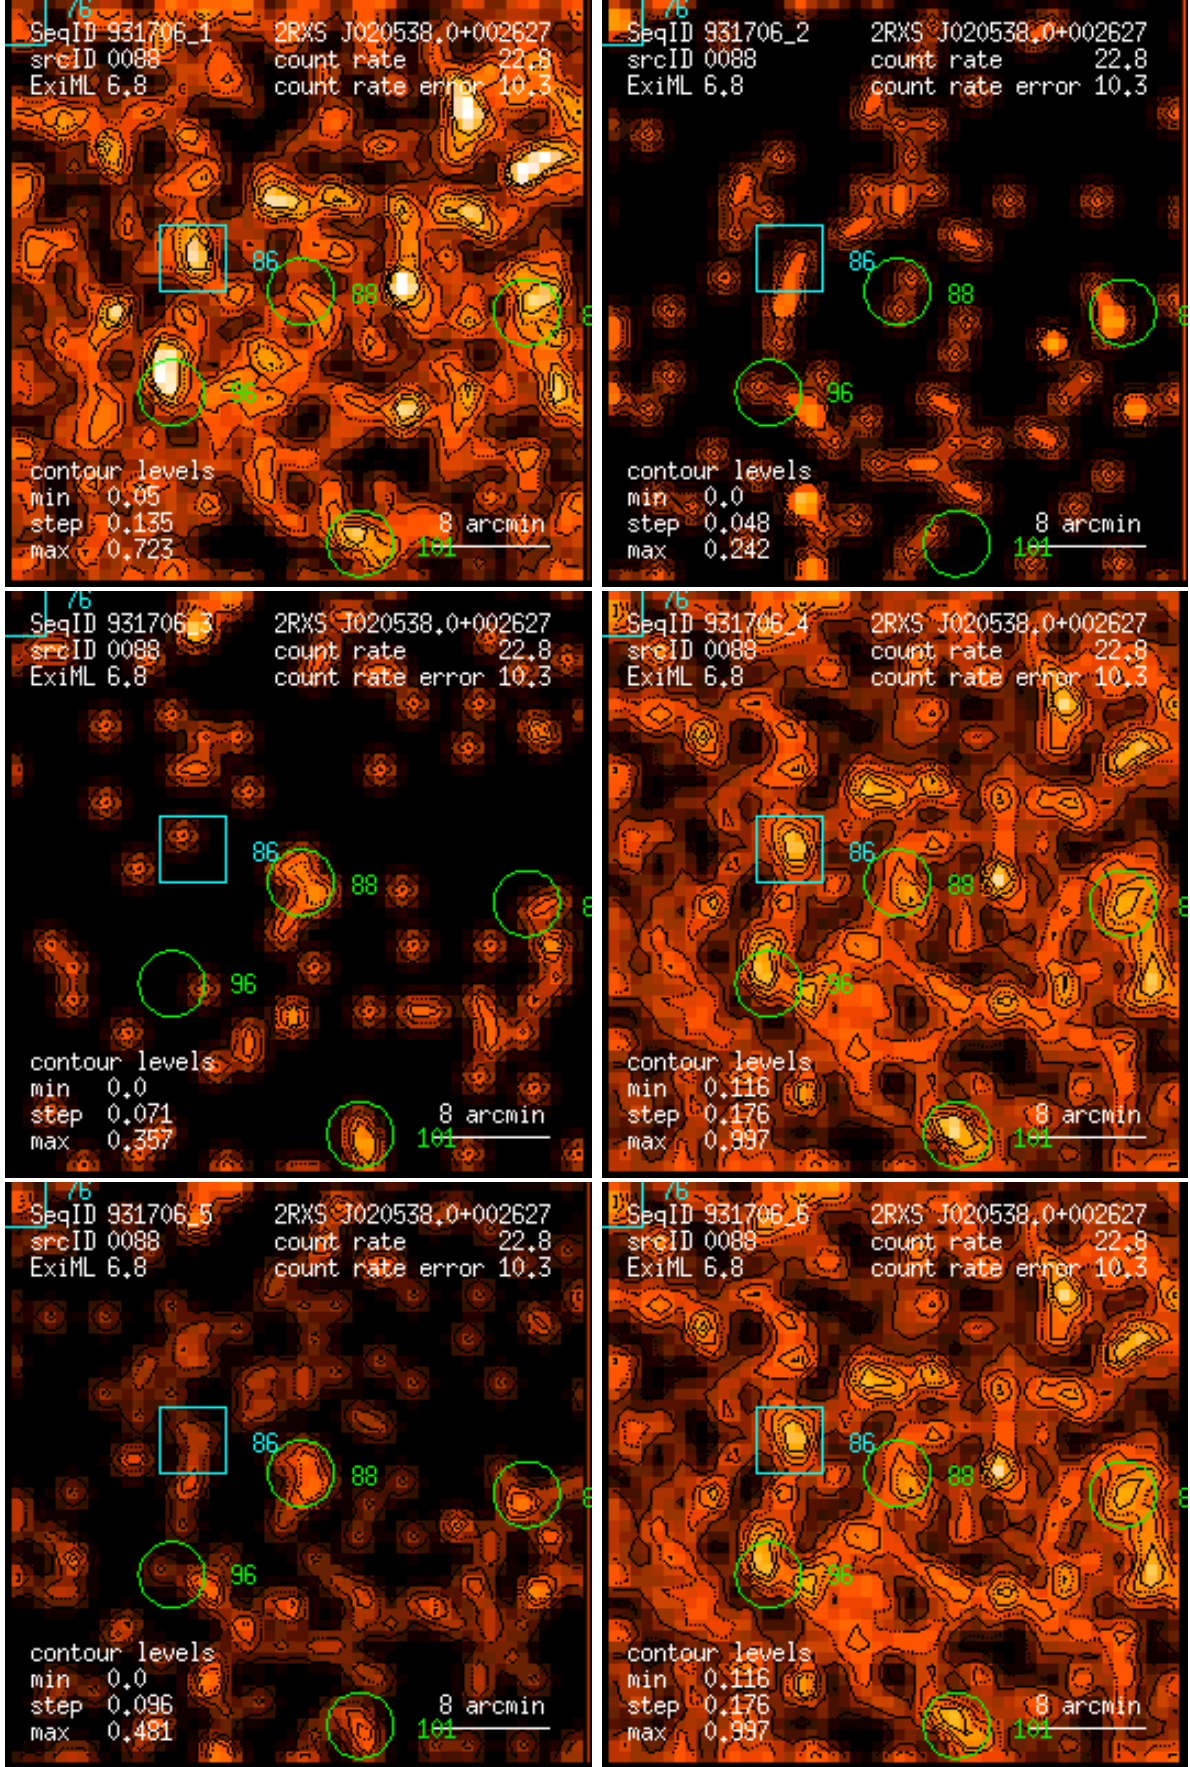 76
SeqID 931706_1 2RXS J020538.0+002627
srcID 0088 count rate 22.8
ExiML 6.8 count rate error 10.3
86
88
8
96
contour levels
min 0.05
step 0.135 8 arcmin
max 0.723 101
76
SeqID 931706_2 2RXS J020538.0+002627
srcID 0088 count rate 22.8
ExiML 6.8 count rate error 10.3
86
88
8
96
contour levels
min 0.0
step 0.048 8 arcmin
max 0.242 101
76
SeqID 931706_3 2RXS J020538.0+002627
srcID 0088 count rate 22.8
ExiML 6.8 count rate error 10.3
86
88
8
96
contour levels
min 0.0
step 0.071 8 arcmin
max 0.357 101
76
SeqID 931706_4 2RXS J020538.0+002627
srcID 0088 count rate 22.8
ExiML 6.8 count rate error 10.3
86
88
8
96
contour levels
min 0.116
step 0.176 8 arcmin
max 0.997 101
76
SeqID 931706_5 2RXS J020538.0+002627
srcID 0088 count rate 22.8
ExiML 6.8 count rate error 10.3
86
88
8
96
contour levels
min 0.0
step 0.096 8 arcmin
max 0.481 101
76
SeqID 931706_6 2RXS J020538.0+002627
srcID 0088 count rate 22.8
ExiML 6.8 count rate error 10.3
86
88
8
96
contour levels
min 0.116
step 0.176 8 arcmin
max 0.997 101